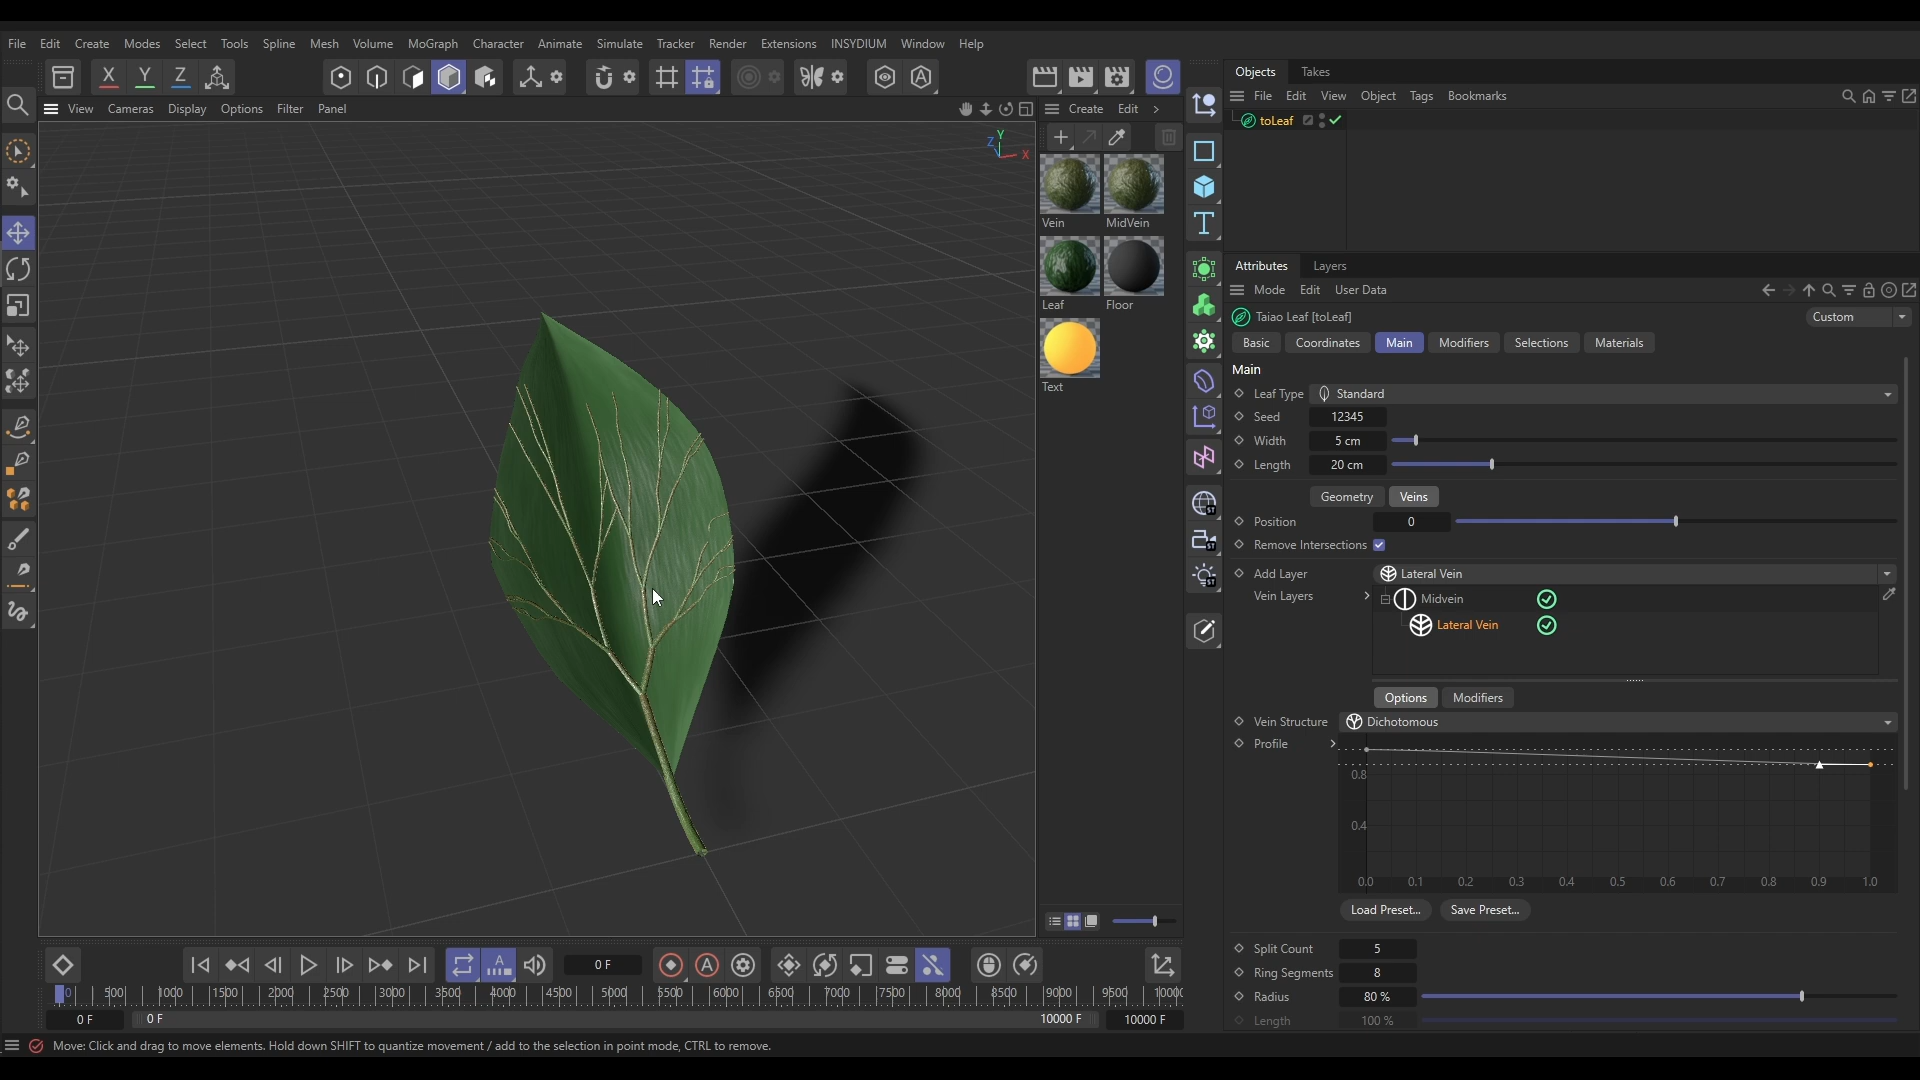 File Edit Create Modes Select Tools Spline Mesh Volume MoGraph Character Animate Simulate Tracker Render Extensions INSYDIUM Window Help
X Y Z
View Cameras Display Options Filter Panel
Create Edit
Y
Z
X
Vein MidVein
Leaf Floor
Text
Objects Takes
File Edit View Object Tags Bookmarks
toLeaf
Attributes Layers
Mode Edit User Data
Taiao Leaf [toLeaf] Custom
Basic Coordinates Main Modifiers Selections Materials
Main
Leaf Type Standard
Seed 12345
Width 5 cm
Length 20 cm
Geometry Veins
Position 0
Remove Intersections
Add Layer Lateral Vein
Vein Layers Midvein
Lateral Vein
Options Modifiers
Vein Structure Dichotomous
Profile
0.8
0.4
0.0 0.1 0.2 0.3 0.4 0.5 0.6 0.7 0.8 0.9 1.0
Load Preset... Save Preset...
Split Count 5
Ring Segments 8
Radius 80 %
Length 100 %
0 F
0 500 1000 1500 2000 2500 3000 3500 4000 4500 5000 5500 6000 6500 7000 7500 8000 8500 9000 9500 10000
0 F 0 F 10000 F 10000 F
Move: Click and drag to move elements. Hold down SHIFT to quantize movement / add to the selection in point mode, CTRL to remove.